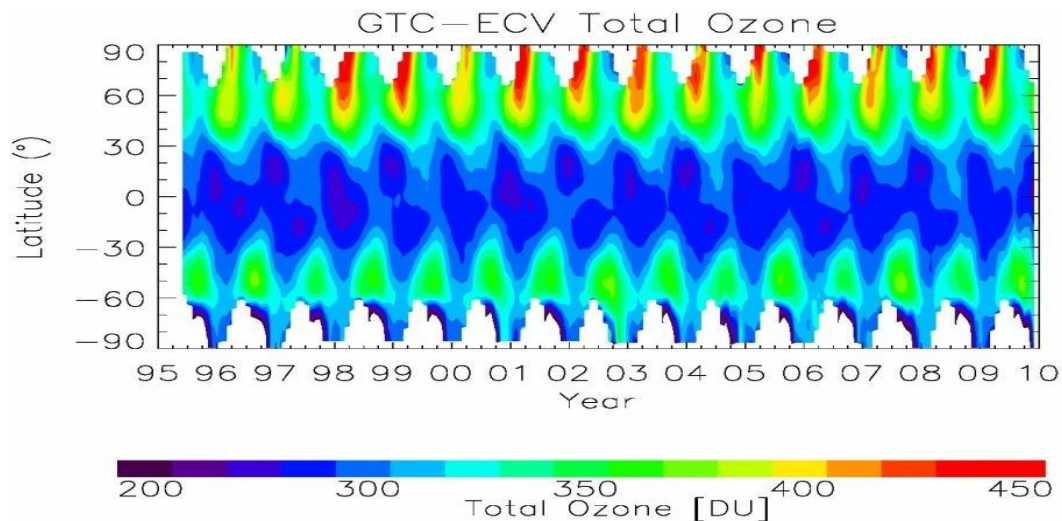 GTC-ECV Total Ozone
90
60
30
0
-30
-60
-90
Latitude (°)
95 96 97 98 99 00 01 02 03 04 05 06 07 08 09 10
Year
200 300 350 400 450
Total Ozone [DU]